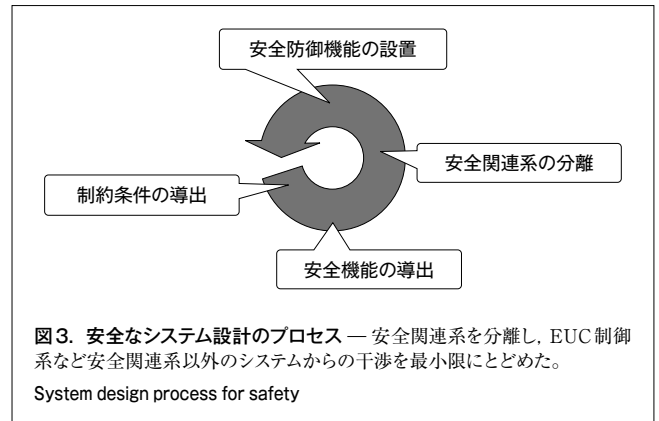 安全防御機能の設置
安全関連系の分離
制約条件の導出
安全機能の導出
図3. 安全なシステム設計のプロセス — 安全関連系を分離し,EUC制御
系など安全関連系以外のシステムからの干渉を最小限にとどめた。
System design process for safety